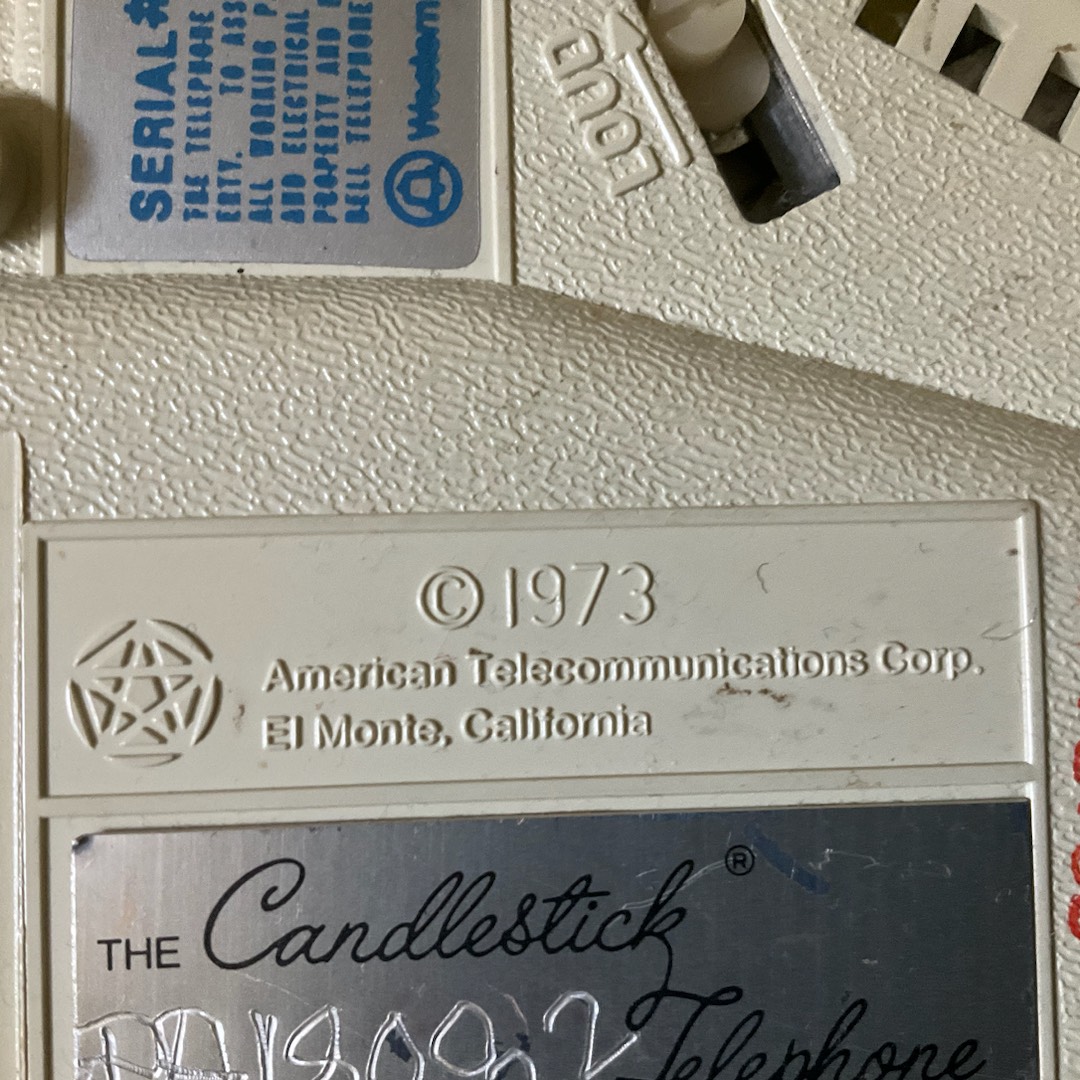 SERIAL#
THE TELEPHONE
ERTY. TO ASS
ALL WORKING P
AND ELECTRICAL
PROPERTY AND
BELL TELEPHONE
Western
LOUD
© 1973
American Telecommunications Corp.
El Monte, California
THE Candlestick ®
Telephone